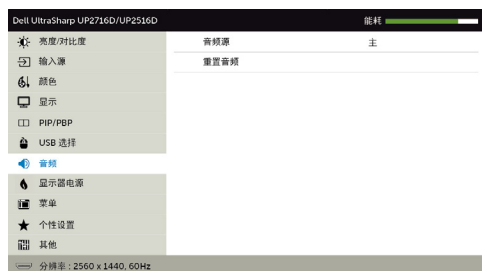 Dell UltraSharp UP2716D/UP2516D 能耗
亮度/对比度 音频源 主
输入源 重置音频
颜色
显示
PIP/PBP
USB 选择
音频
显示器电源
菜单
个性设置
其他
分辨率 : 2560 x 1440, 60Hz